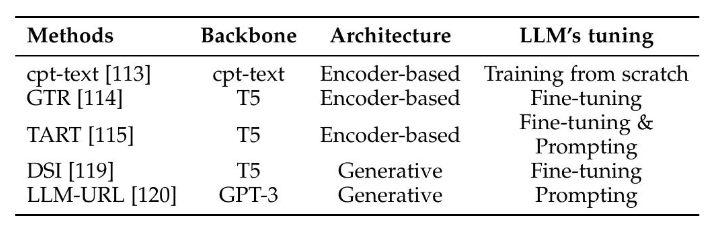 Methods Backbone Architecture LLM's tuning
cpt-text [113] cpt-text Encoder-based Training from scratch
GTR [114] T5 Encoder-based Fine-tuning
TART [115] T5 Encoder-based Fine-tuning &
Prompting
DSI [119] T5 Generative Fine-tuning
LLM-URL [120] GPT-3 Generative Prompting